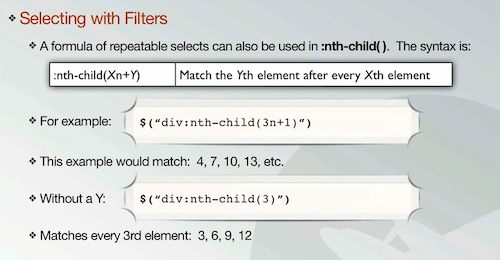 Selecting with Filters
A formula of repeatable selects can also be used in :nth-child( ). The syntax is:
:nth-child(Xn+Y) Match the Yth element after every Xth element
For example: $("div:nth-child(3n+1)")
This example would match: 4, 7, 10, 13, etc.
Without a Y: $("div:nth-child(3)")
Matches every 3rd element: 3, 6, 9, 12